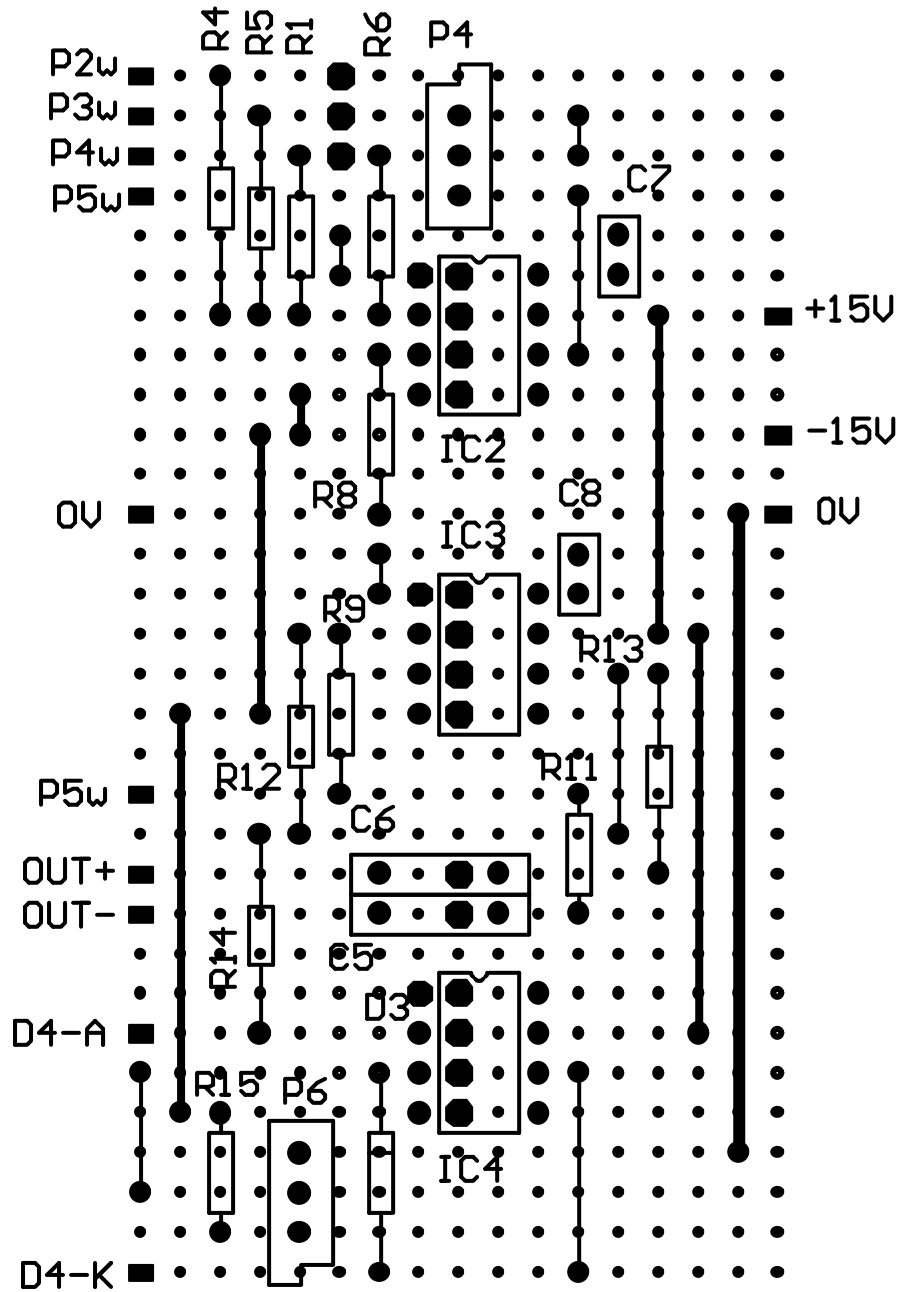 R4
R5
R1
R6
P4
P2w
P3w
P4w
P5w
C7
+15V
-15V
IC2
R8
C8
0V
0V
IC3
R9
R13
R12
R11
P5w
C6
OUT+
OUT-
R14
C5
D3
D4-A
R15
P6
IC4
D4-K